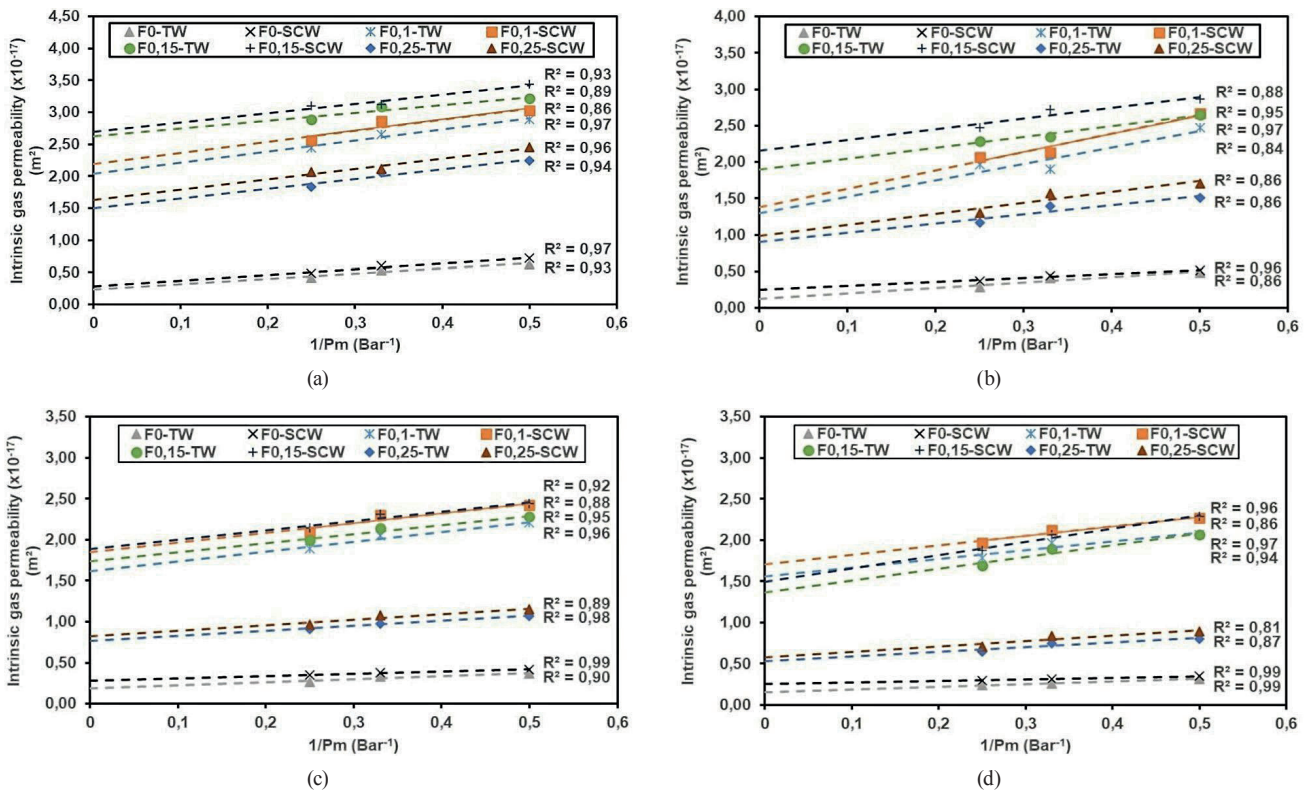 4,50
4,00
3,50
3,00
2,50
2,00
1,50
1,00
0,50
0,00
Intrinsic gas permeability (x10⁻¹⁷)
(m²)
F0-TW F0-SCW F0,1-TW F0,1-SCW
F0,15-TW F0,15-SCW F0,25-TW F0,25-SCW
R² = 0,93
R² = 0,89
R² = 0,86
R² = 0,97
R² = 0,96
R² = 0,94
R² = 0,97
R² = 0,93
0 0,1 0,2 0,3 0,4 0,5 0,6
1/Pm (Bar⁻¹)
(a)
4,00
3,50
3,00
2,50
2,00
1,50
1,00
0,50
0,00
Intrinsic gas permeability (x10⁻¹⁷)
(m²)
F0-TW F0-SCW F0,1-TW F0,1-SCW
F0,15-TW F0,15-SCW F0,25-TW F0,25-SCW
R² = 0,88
R² = 0,95
R² = 0,97
R² = 0,84
R² = 0,86
R² = 0,86
R² = 0,96
R² = 0,86
0 0,1 0,2 0,3 0,4 0,5 0,6
1/Pm (Bar⁻¹)
(b)
3,50
3,00
2,50
2,00
1,50
1,00
0,50
0,00
Intrinsic gas permeability (x10⁻¹⁷)
(m²)
F0-TW F0-SCW F0,1-TW F0,1-SCW
F0,15-TW F0,15-SCW F0,25-TW F0,25-SCW
R² = 0,92
R² = 0,88
R² = 0,95
R² = 0,96
R² = 0,89
R² = 0,98
R² = 0,99
R² = 0,90
0 0,1 0,2 0,3 0,4 0,5 0,6
1/Pm (Bar⁻¹)
(c)
3,50
3,00
2,50
2,00
1,50
1,00
0,50
0,00
Intrinsic gas permeability (x10⁻¹⁷)
(m²)
F0-TW F0-SCW F0,1-TW F0,1-SCW
F0,15-TW F0,15-SCW F0,25-TW F0,25-SCW
R² = 0,96
R² = 0,86
R² = 0,97
R² = 0,94
R² = 0,81
R² = 0,87
R² = 0,99
R² = 0,99
0 0,1 0,2 0,3 0,4 0,5 0,6
1/Pm (Bar⁻¹)
(d)